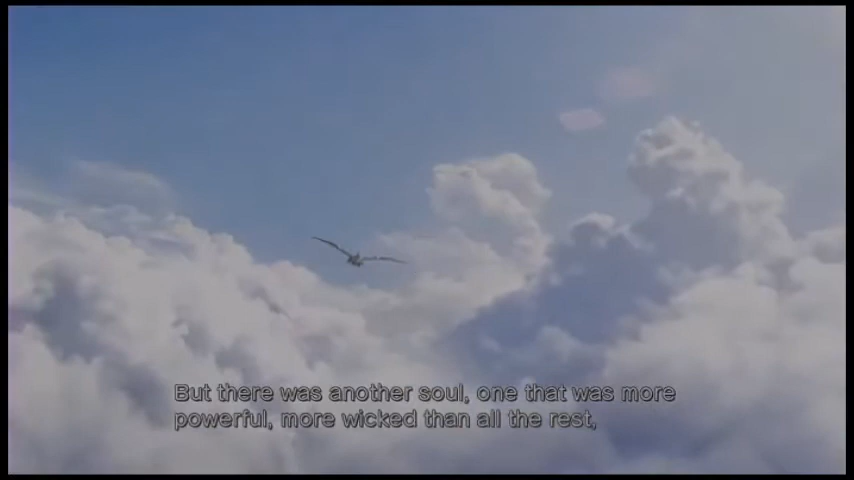 But there was another soul, one that was more
powerful, more wicked than all the rest,